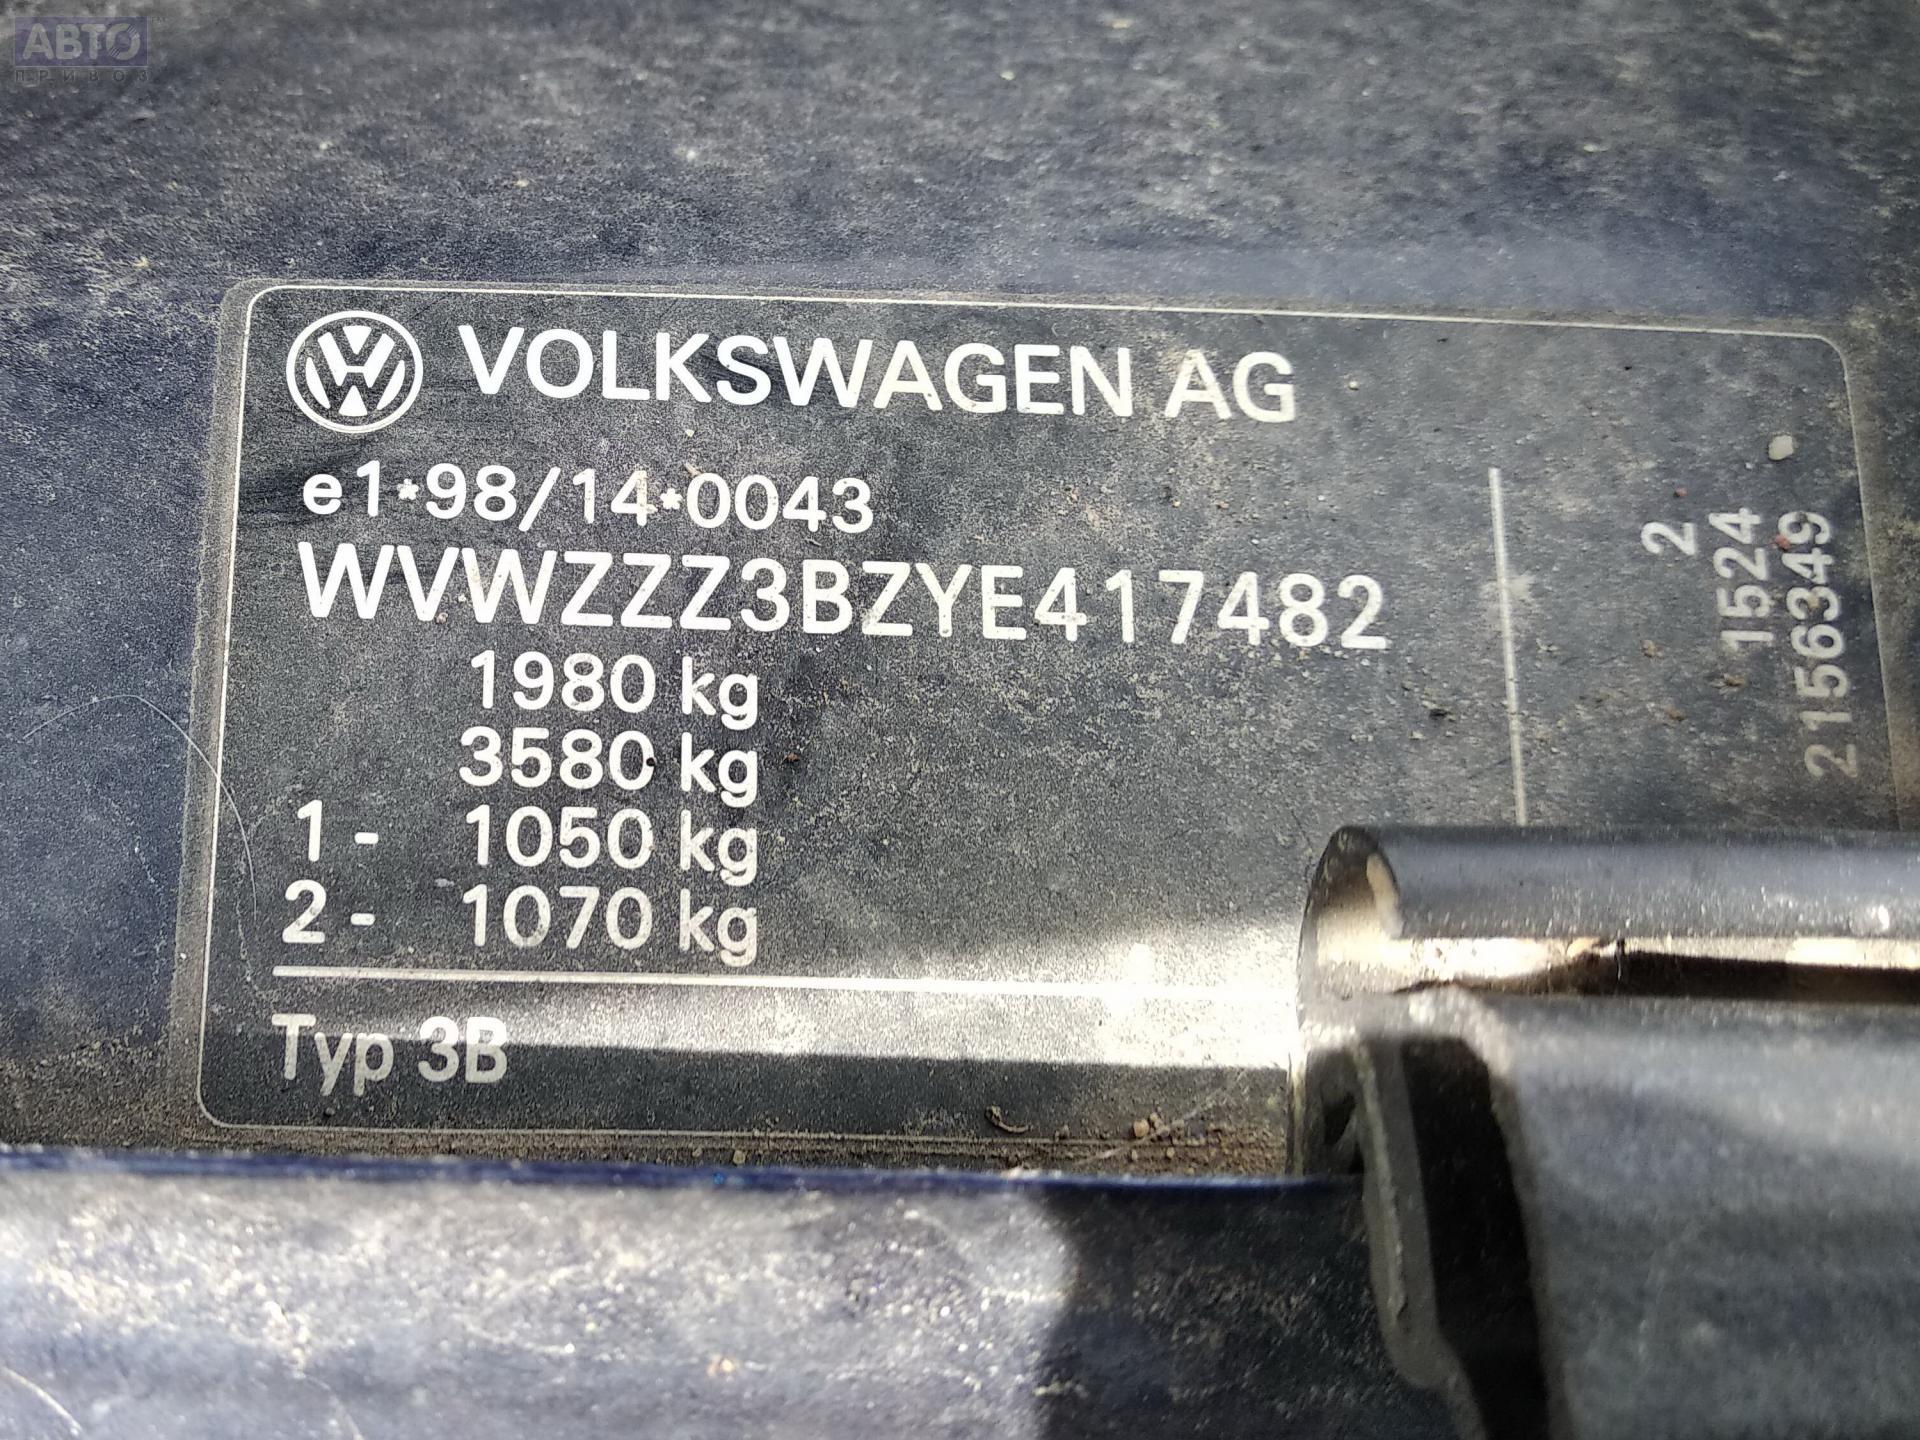 АВТО
ПРИВОЗ
VOLKSWAGEN AG
e1*98/14*0043
WVWZZZ3BZYE417482
1980 kg
3580 kg
1- 1050 kg
2- 1070 kg
Typ 3B
2
1524
2156349